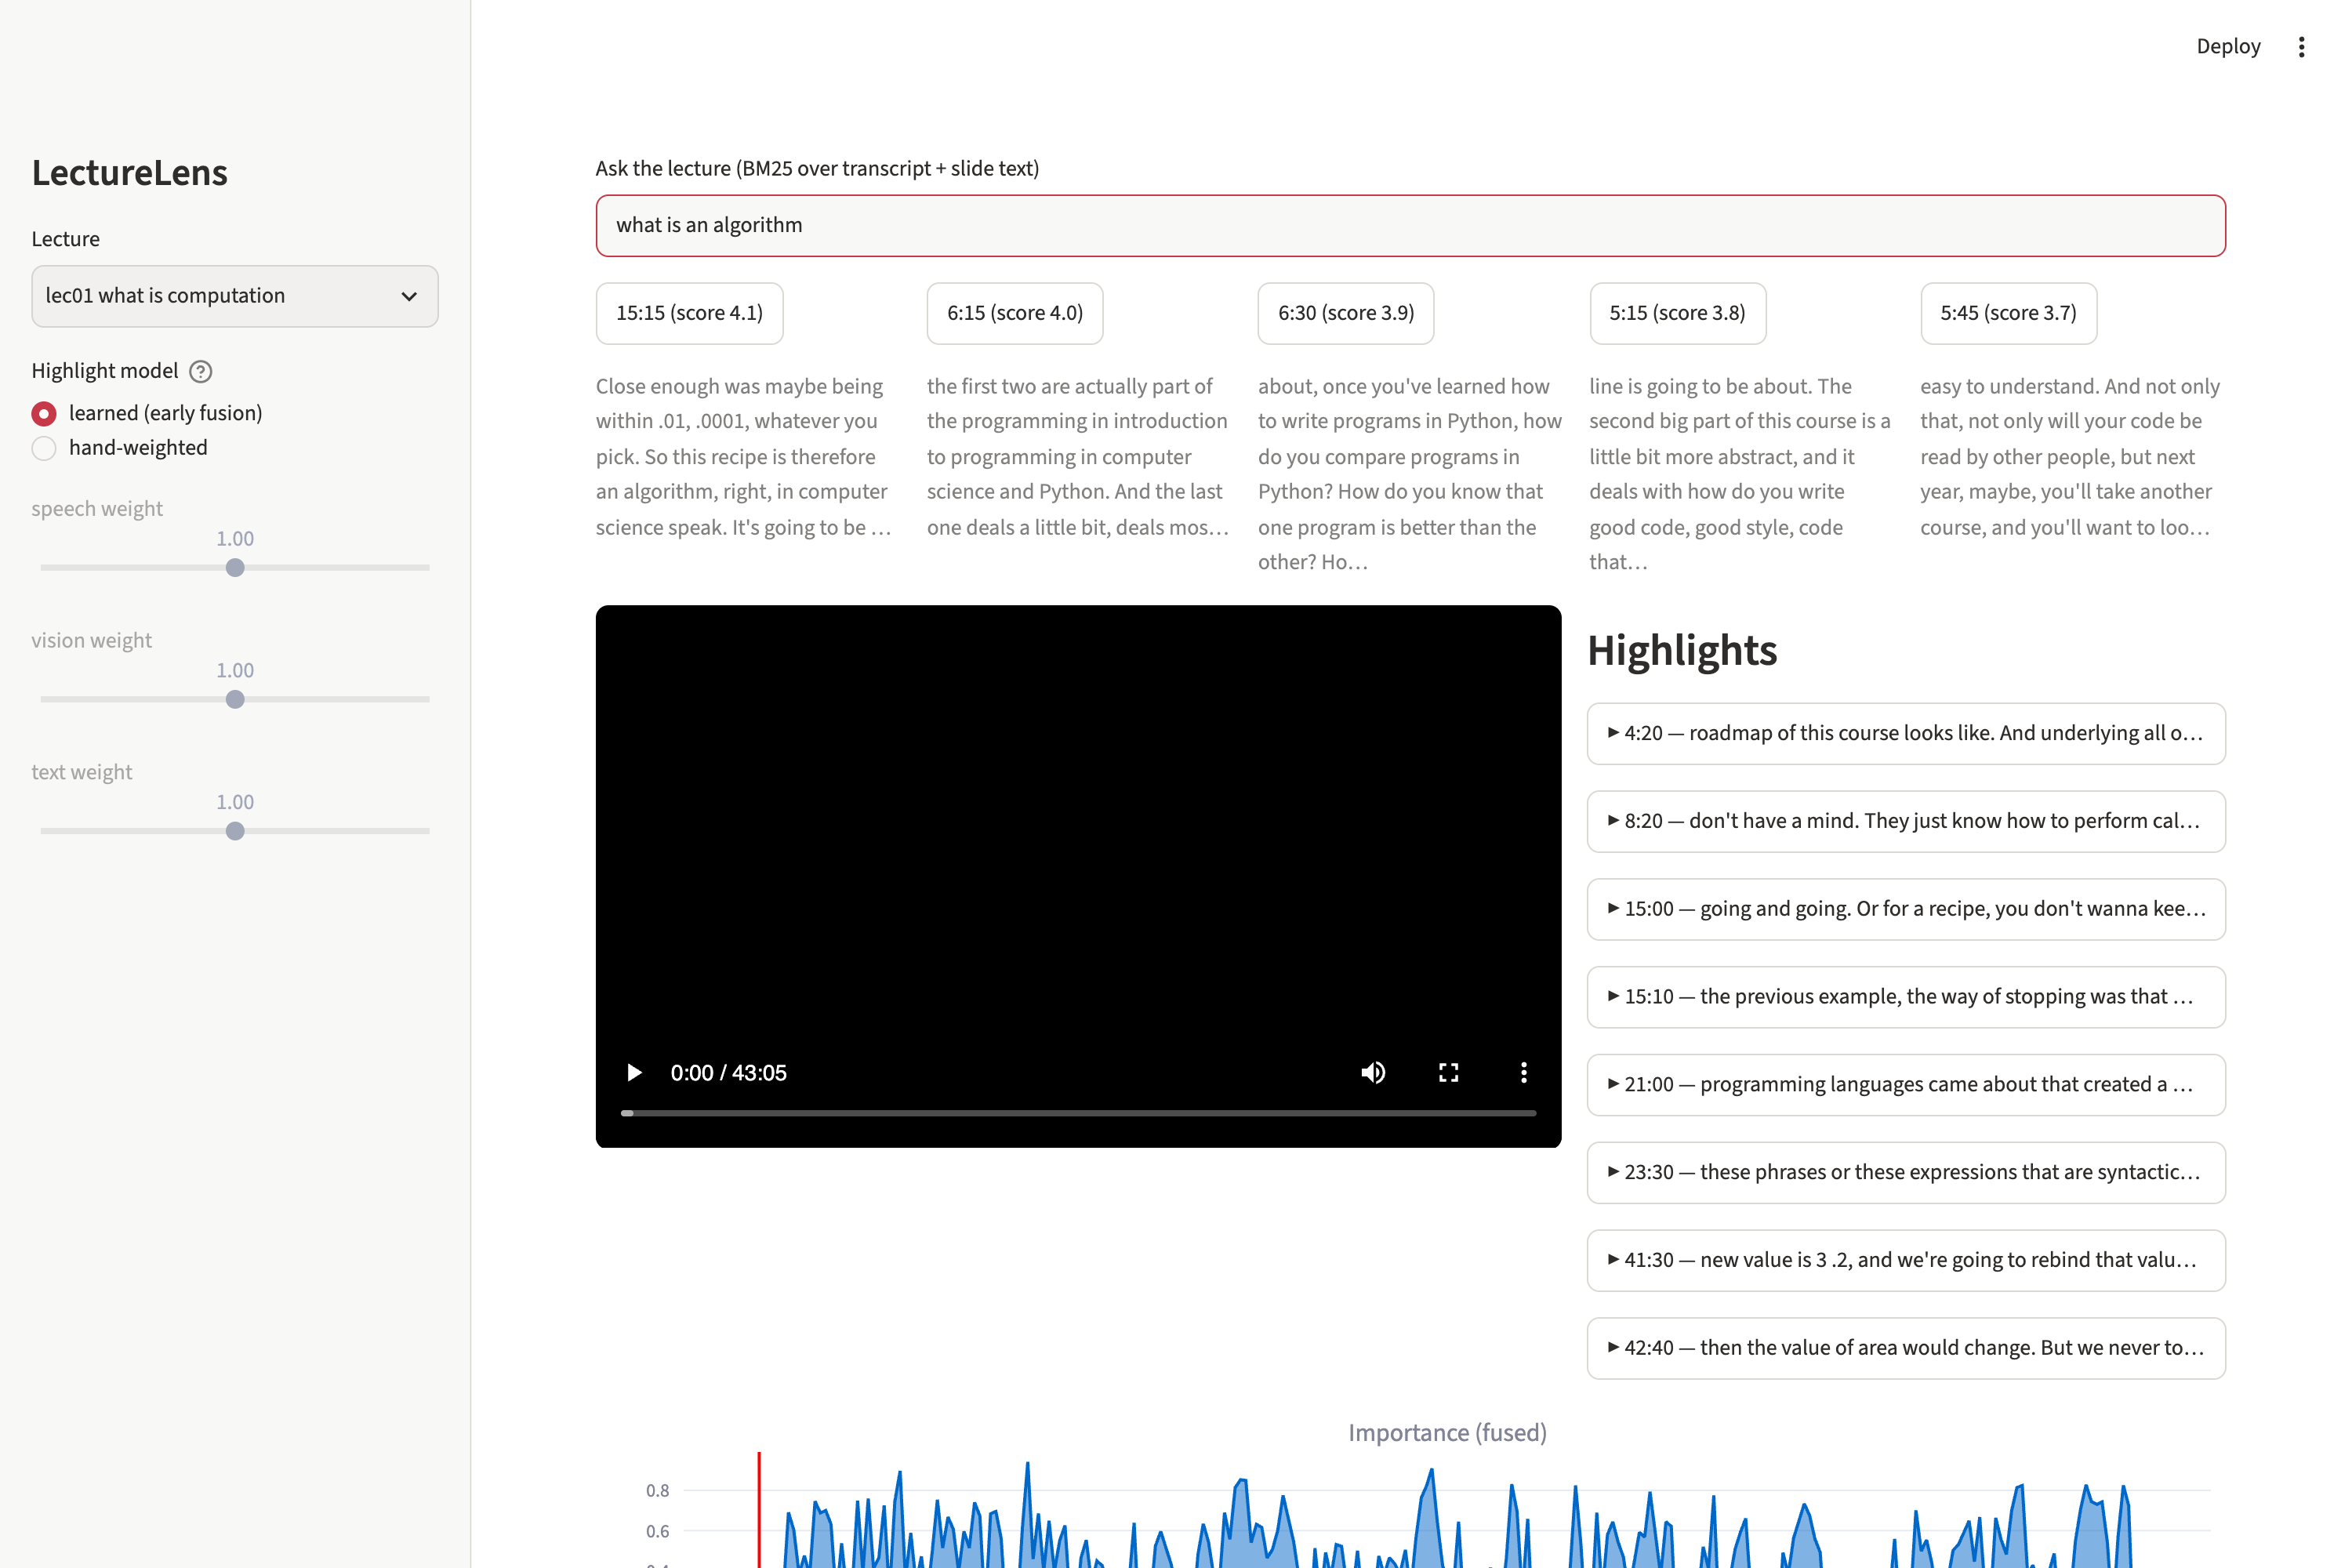 Deploy
LectureLens
Lecture
lec01 what is computation
Highlight model
learned (early fusion)
hand-weighted
speech weight
1.00
vision weight
1.00
text weight
1.00
Ask the lecture (BM25 over transcript + slide text)
what is an algorithm
15:15 (score 4.1)
Close enough was maybe being
within .01, .0001, whatever you
pick. So this recipe is therefore
an algorithm, right, in computer
science speak. It's going to be …
6:15 (score 4.0)
the first two are actually part of
the programming in introduction
to programming in computer
science and Python. And the last
one deals a little bit, deals mos…
6:30 (score 3.9)
about, once you've learned how
to write programs in Python, how
do you compare programs in
Python? How do you know that
one program is better than the
other? Ho…
5:15 (score 3.8)
line is going to be about. The
second big part of this course is a
little bit more abstract, and it
deals with how do you write
good code, good style, code
that…
5:45 (score 3.7)
easy to understand. And not only
that, not only will your code be
read by other people, but next
year, maybe, you'll take another
course, and you'll want to loo…
0:00 / 43:05
Highlights
▶ 4:20 — roadmap of this course looks like. And underlying all o…
▶ 8:20 — don't have a mind. They just know how to perform cal…
▶ 15:00 — going and going. Or for a recipe, you don't wanna kee…
▶ 15:10 — the previous example, the way of stopping was that …
▶ 21:00 — programming languages came about that created a …
▶ 23:30 — these phrases or these expressions that are syntactic…
▶ 41:30 — new value is 3 .2, and we're going to rebind that valu…
▶ 42:40 — then the value of area would change. But we never to…
Importance (fused)
0.8
0.6